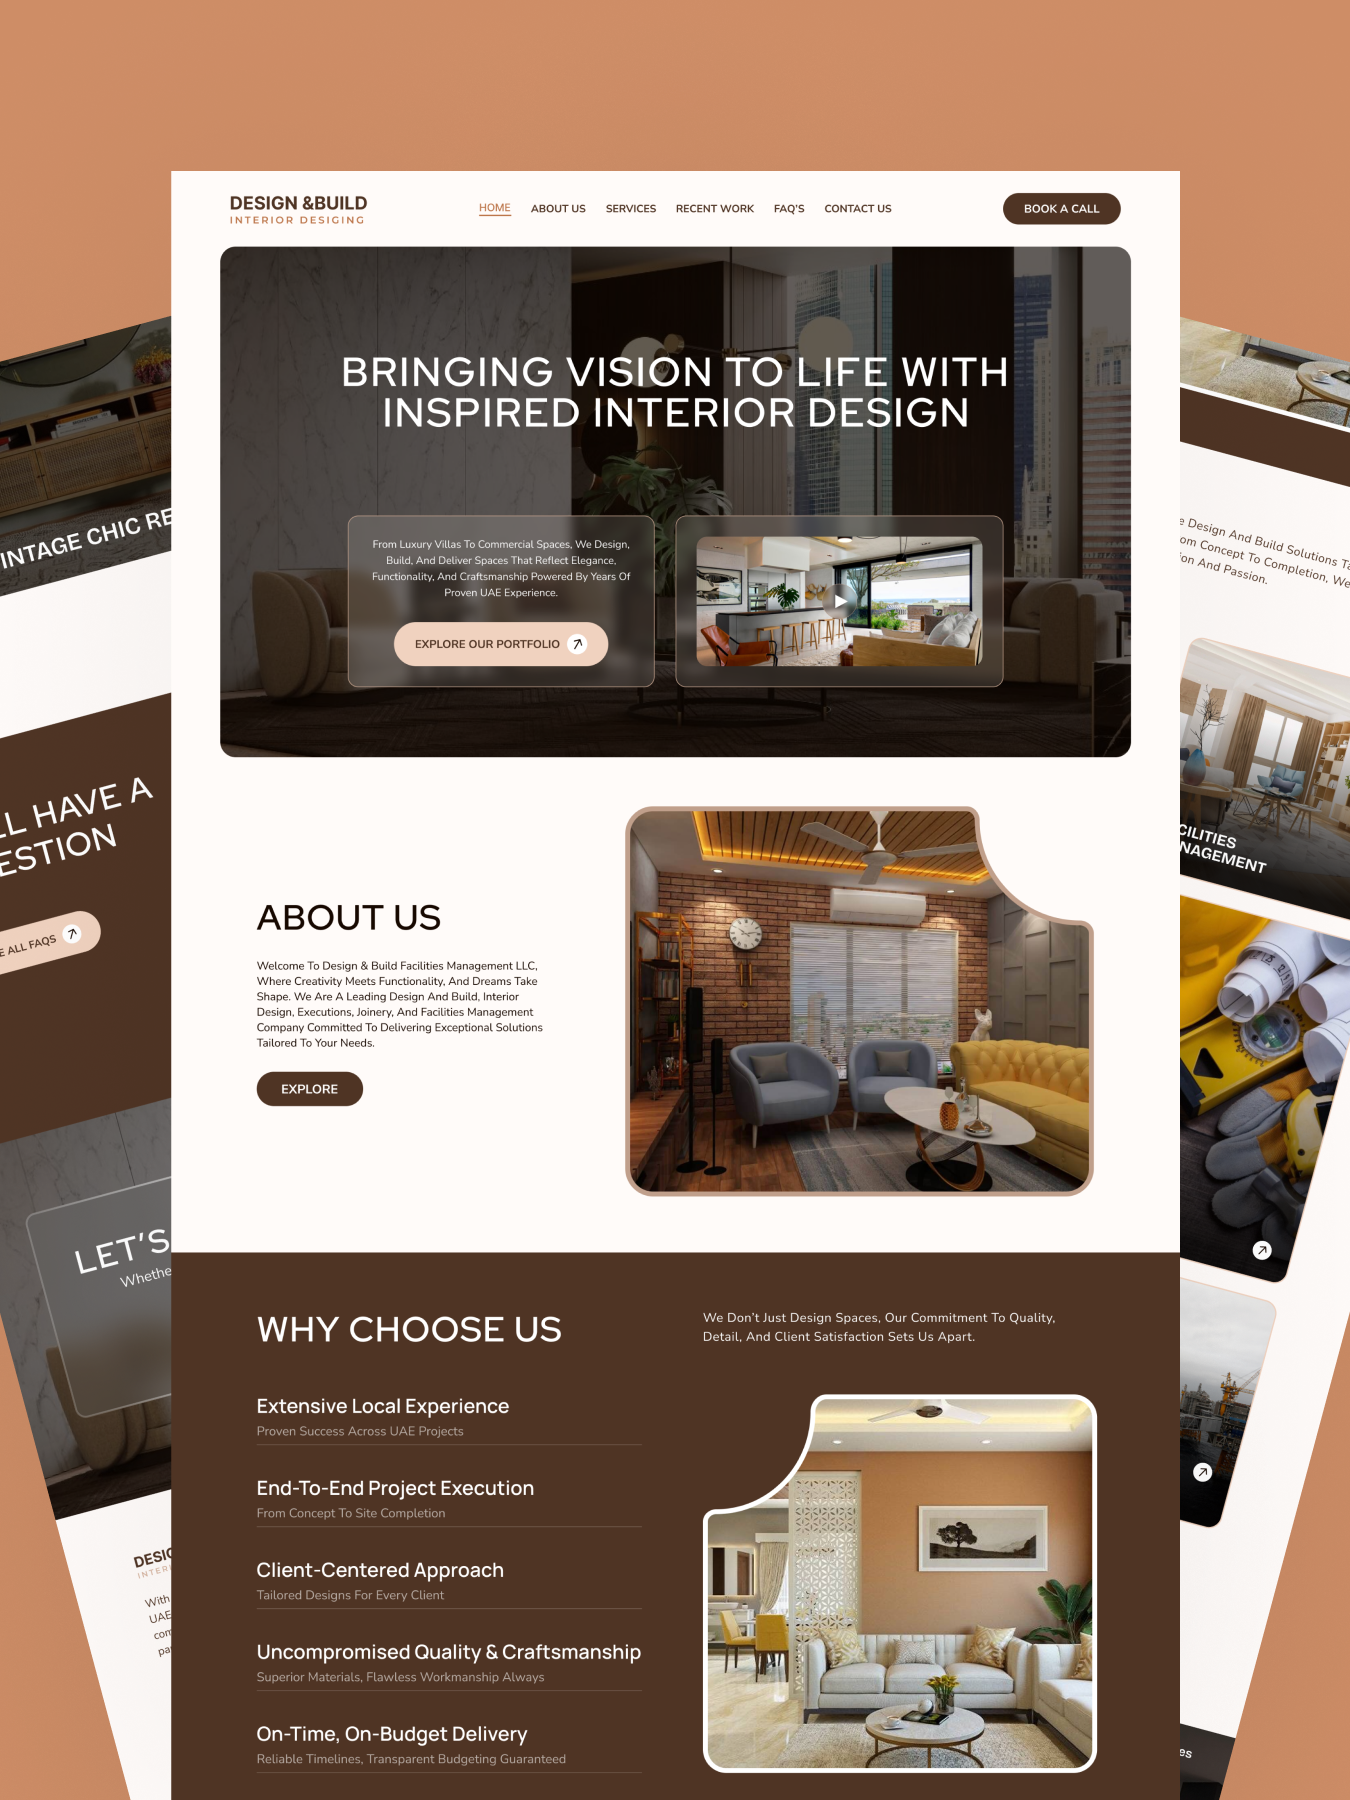 DESIGN &BUILD
INTERIOR DESIGING
HOME
ABOUT US
SERVICES
RECENT WORK
FAQ'S
CONTACT US
BOOK A CALL
BRINGING VISION TO LIFE WITH
INSPIRED INTERIOR DESIGN
From Luxury Villas To Commercial Spaces, We Design,
Build, And Deliver Spaces That Reflect Elegance,
Functionality, And Craftsmanship Powered By Years Of
Proven UAE Experience.
EXPLORE OUR PORTFOLIO
ABOUT US
Welcome To Design & Build Facilities Management LLC,
Where Creativity Meets Functionality, And Dreams Take
Shape. We Are A Leading Design And Build, Interior
Design, Executions, Joinery, And Facilities Management
Company Committed To Delivering Exceptional Solutions
Tailored To Your Needs.
EXPLORE
WHY CHOOSE US
We Don't Just Design Spaces, Our Commitment To Quality,
Detail, And Client Satisfaction Sets Us Apart.
Extensive Local Experience
Proven Success Across UAE Projects
End-To-End Project Execution
From Concept To Site Completion
Client-Centered Approach
Tailored Designs For Every Client
Uncompromised Quality & Craftsmanship
Superior Materials, Flawless Workmanship Always
On-Time, On-Budget Delivery
Reliable Timelines, Transparent Budgeting Guaranteed
INTAGE CHIC RE
LL HAVE A
ESTION
E ALL FAQS
LET'S
Whethe
DESIG
INTERI
With
UAE
com
pa
e Design And Build Solutions Ta
om Concept To Completion, We
ion And Passion.
CILITIES
NAGEMENT
es